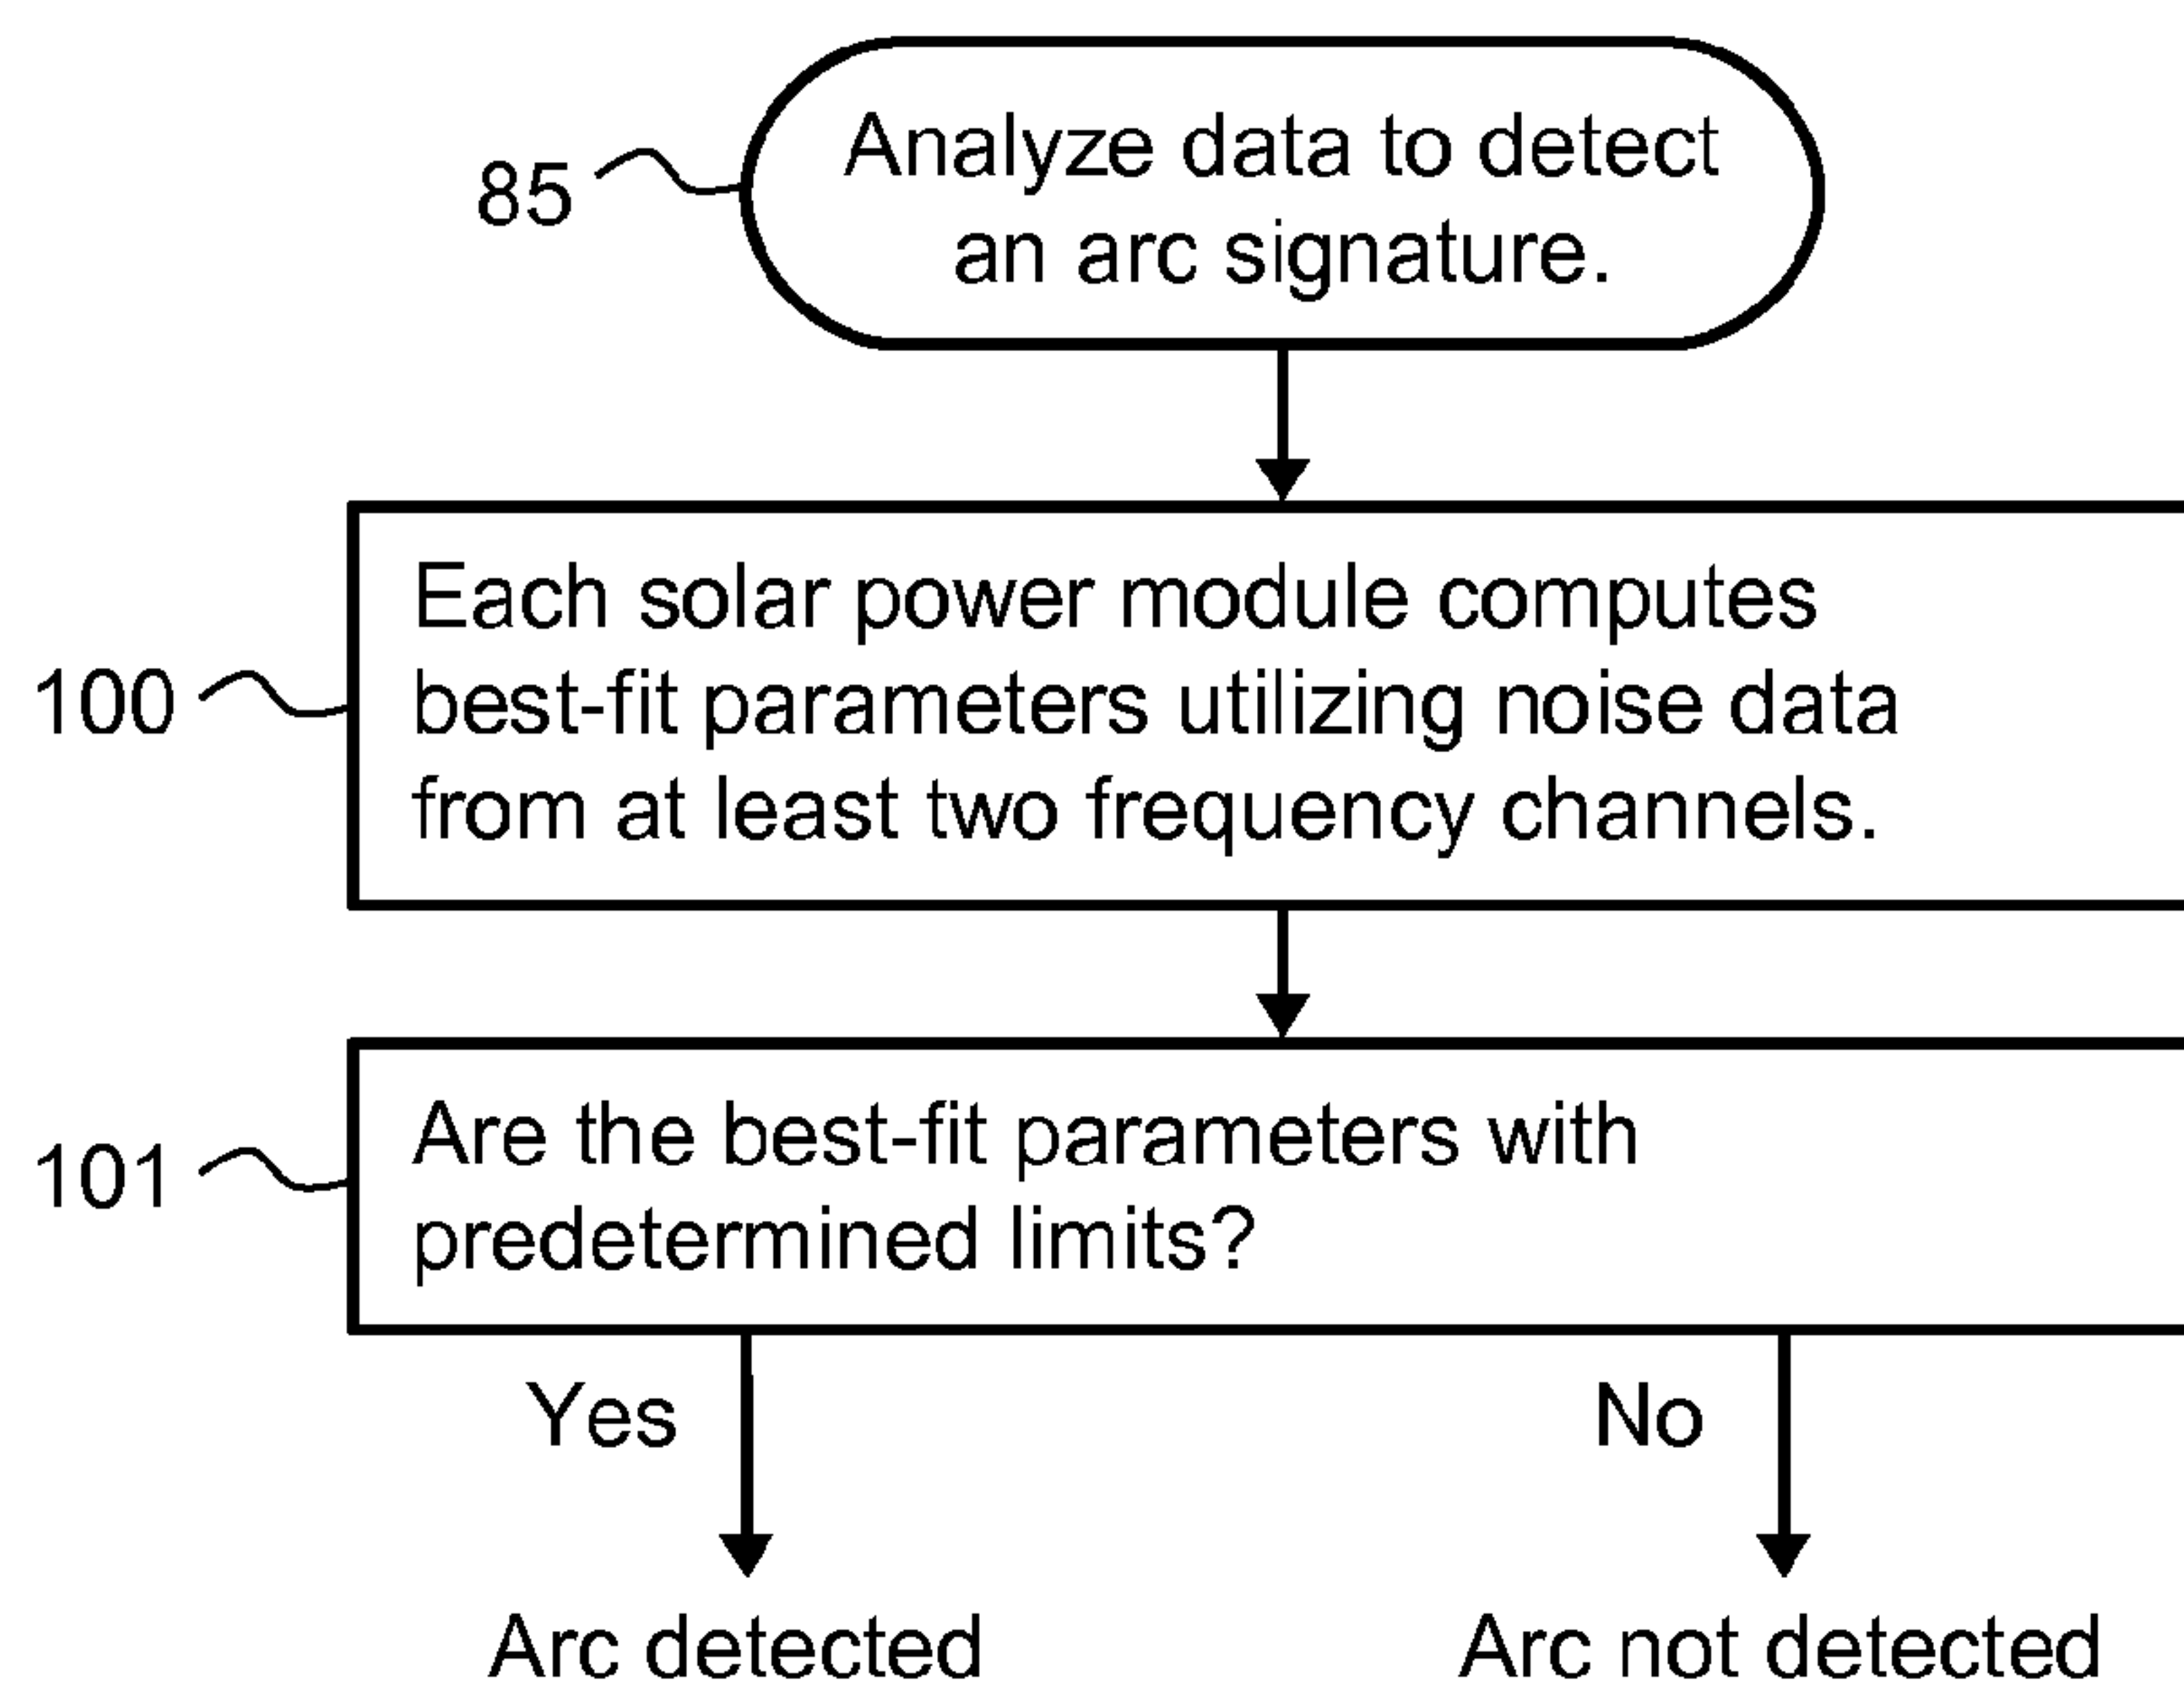 Analyze data to detect
an arc signature.
85
Each solar power module computes
best-fit parameters utilizing noise data
from at least two frequency channels.
100
Are the best-fit parameters with
predetermined limits?
101
Yes
No
Arc detected
Arc not detected